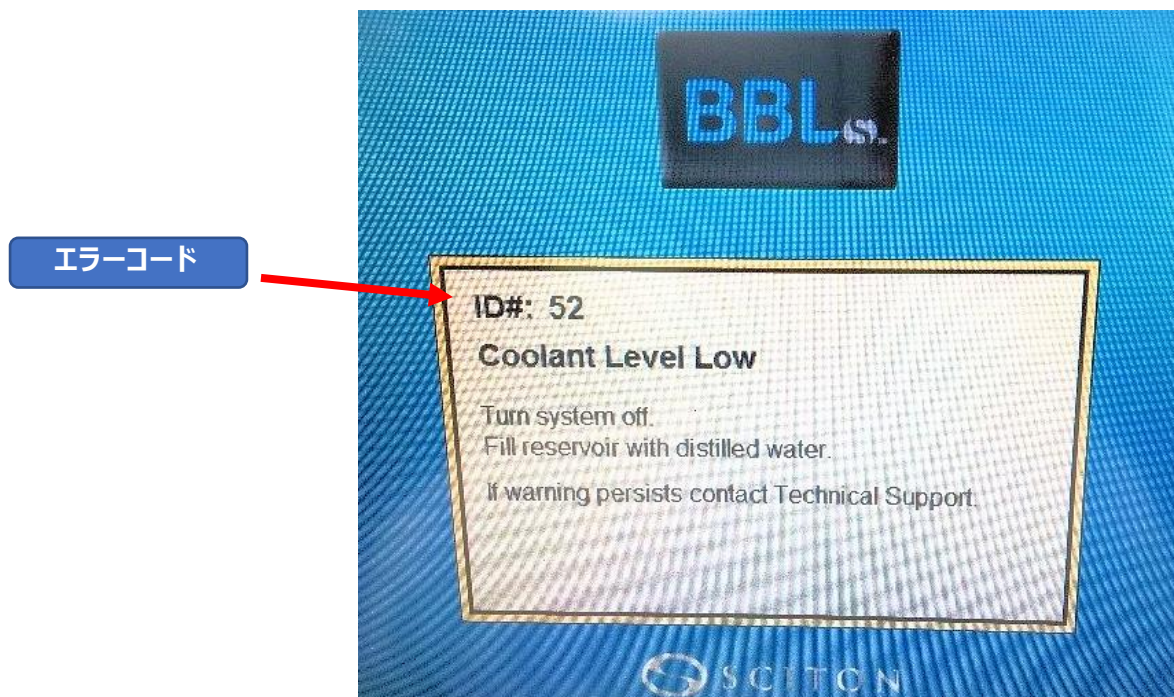 BBLs™
エラーコード
ID#: 52
Coolant Level Low
Turn system off.
Fill reservoir with distilled water.
If warning persists contact Technical Support.
SCITON